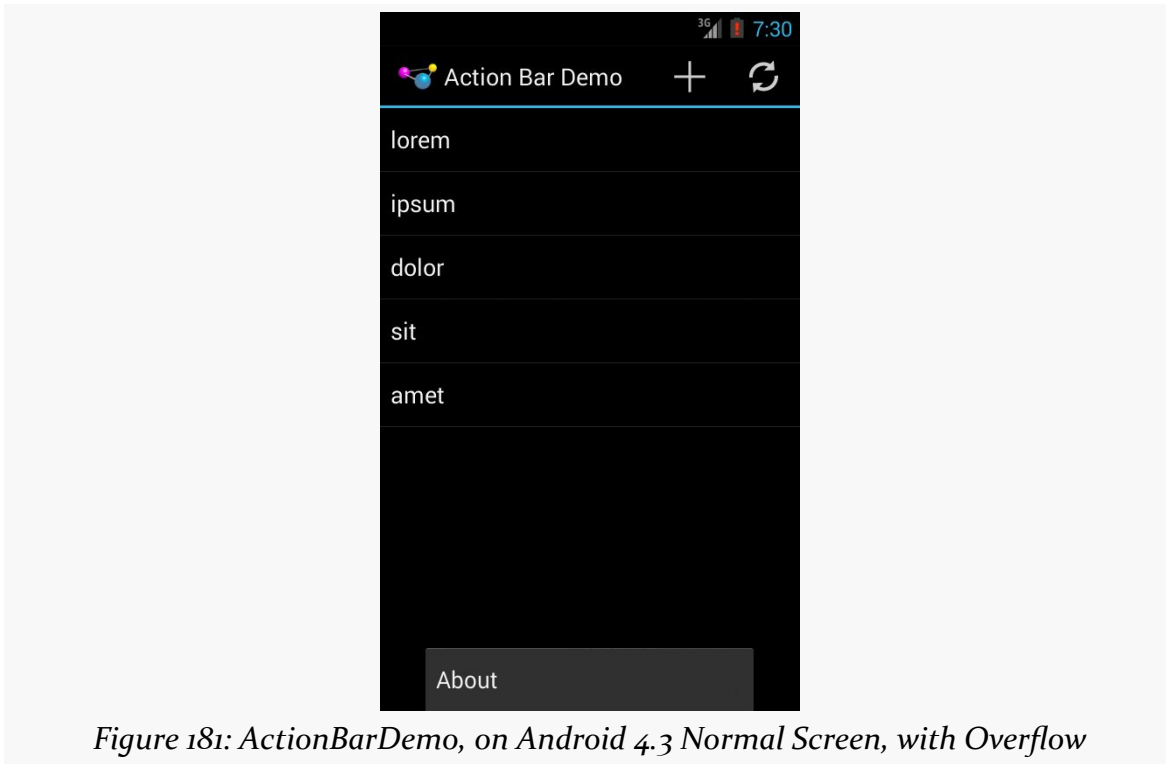 3G 7:30
Action Bar Demo
lorem
ipsum
dolor
sit
amet
About
Figure 181: ActionBarDemo, on Android 4.3 Normal Screen, with Overflow